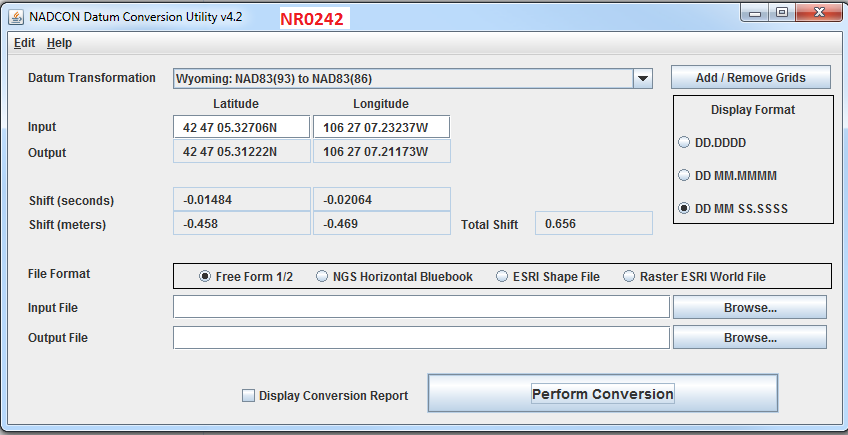 NADCON Datum Conversion Utility v4.2 NR0242
Edit Help
Datum Transformation Wyoming: NAD83(93) to NAD83(86) Add / Remove Grids
Latitude Longitude Display Format
Input 42 47 05.32706N 106 27 07.23237W
DD.DDDD
Output 42 47 05.31222N 106 27 07.21173W
DD MM.MMMM
Shift (seconds) -0.01484 -0.02064
DD MM SS.SSSS
Shift (meters) -0.458 -0.469 Total Shift 0.656
File Format Free Form 1/2 NGS Horizontal Bluebook ESRI Shape File Raster ESRI World File
Input File Browse...
Output File Browse...
Display Conversion Report Perform Conversion